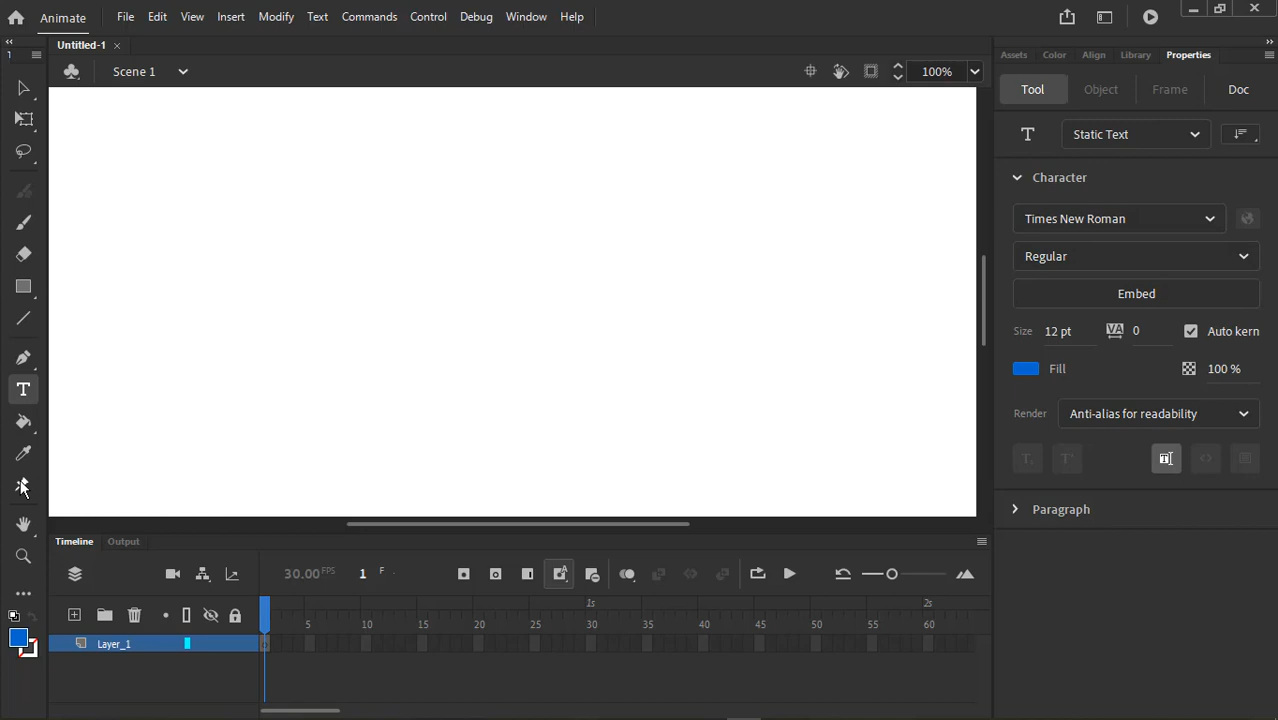 Animate File Edit View Insert Modify Text Commands Control Debug Window Help
Untitled-1
Assets Color Align Library Properties
Scene 1 100%
Tool Object Frame Doc
T Static Text
Character
Times New Roman
Regular
Embed
Size 12 pt VA 0 Auto kern
Fill 100 %
Render Anti-alias for readability
T, T' T
Paragraph
Timeline Output
30.00 FPS 1 F
1s 2s
5 10 15 20 25 30 35 40 45 50 55 60
Layer_1